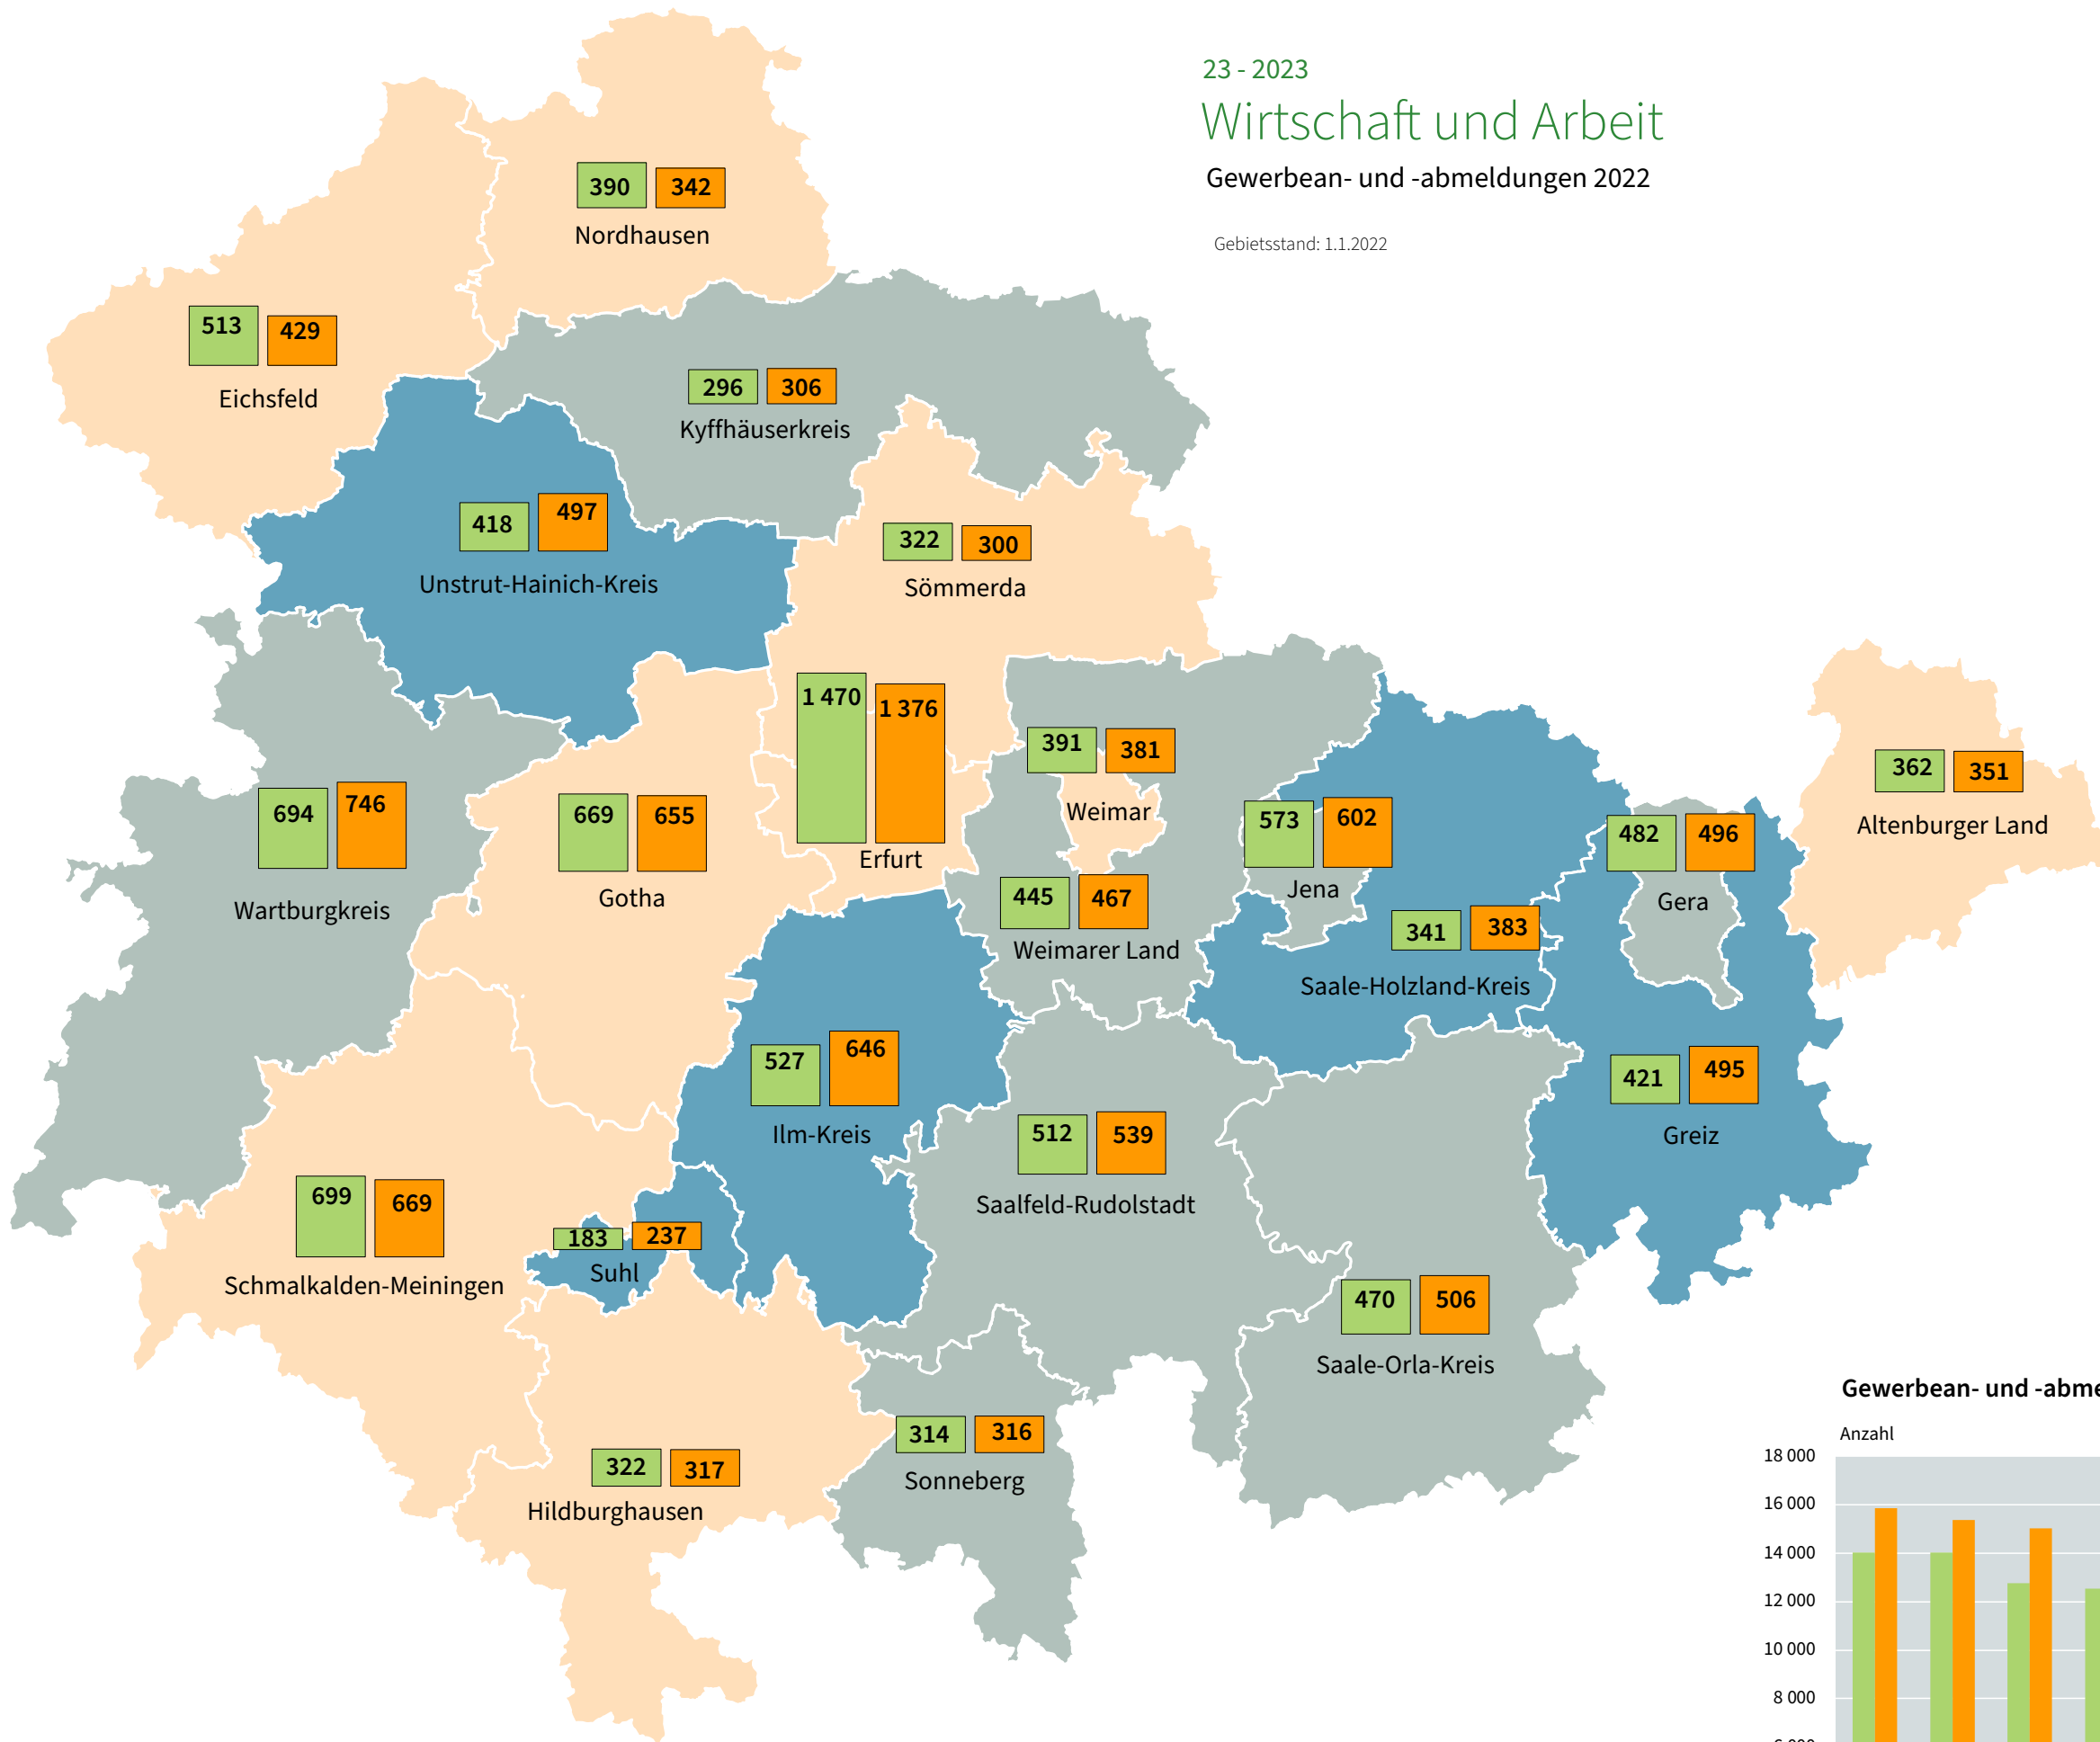 23 - 2023
Wirtschaft und Arbeit
Gewerbean- und -abmeldungen 2022
Gebietsstand: 1.1.2022
390 342
Nordhausen
513 429
Eichsfeld
296 306
Kyffhäuserkreis
418 497
Unstrut-Hainich-Kreis
322 300
Sömmerda
1 470 1 376
Erfurt
391 381
Weimar
694 746
Wartburgkreis
669 655
Gotha
445 467
Weimarer Land
573 602
Jena
341 383
Saale-Holzland-Kreis
482 496
Gera
362 351
Altenburger Land
527 646
Ilm-Kreis
421 495
Greiz
512 539
Saalfeld-Rudolstadt
699 669
Schmalkalden-Meiningen
183 237
Suhl
470 506
Saale-Orla-Kreis
314 316
Sonneberg
322 317
Hildburghausen
Gewerbean- und -abme
Anzahl
18 000
16 000
14 000
12 000
10 000
8 000